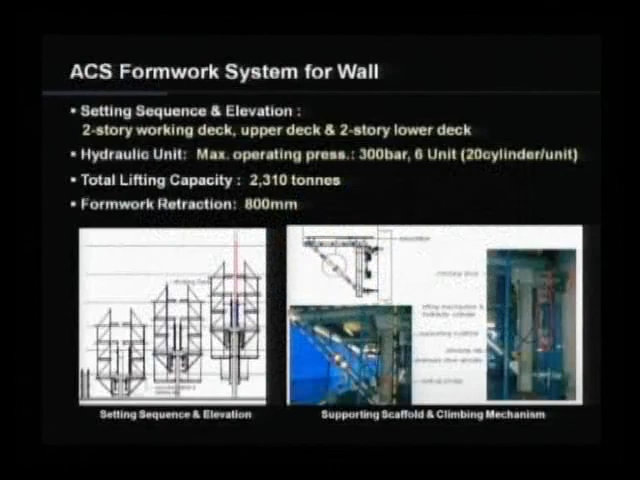 ACS Formwork System for Wall
▪ Setting Sequence & Elevation :
2-story working deck, upper deck & 2-story lower deck
▪ Hydraulic Unit: Max. operating press.: 300bar, 6 Unit (20cylinder/unit)
▪ Total Lifting Capacity : 2,310 tonnes
▪ Formwork Retraction: 800mm
Setting Sequence & Elevation
Supporting Scaffold & Climbing Mechanism